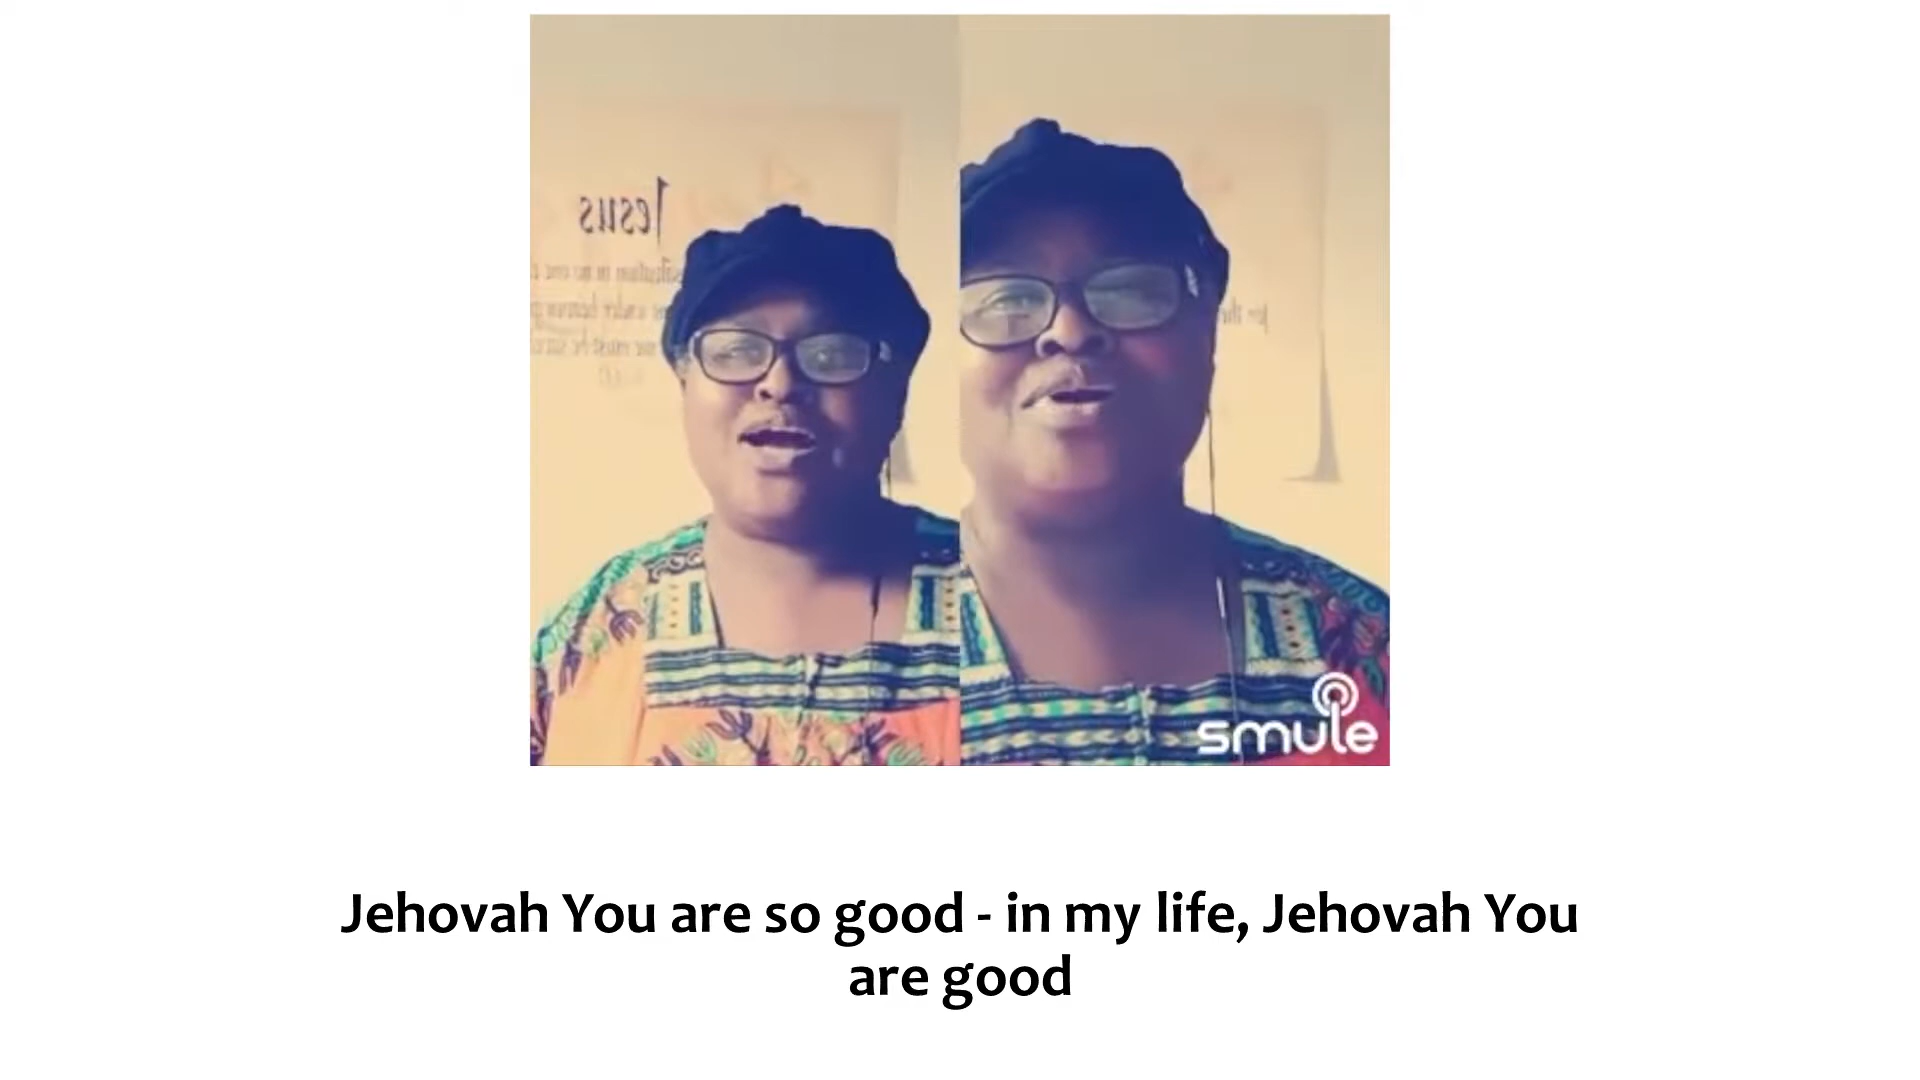 Jesus
smule
Jehovah You are so good - in my life, Jehovah You
are good